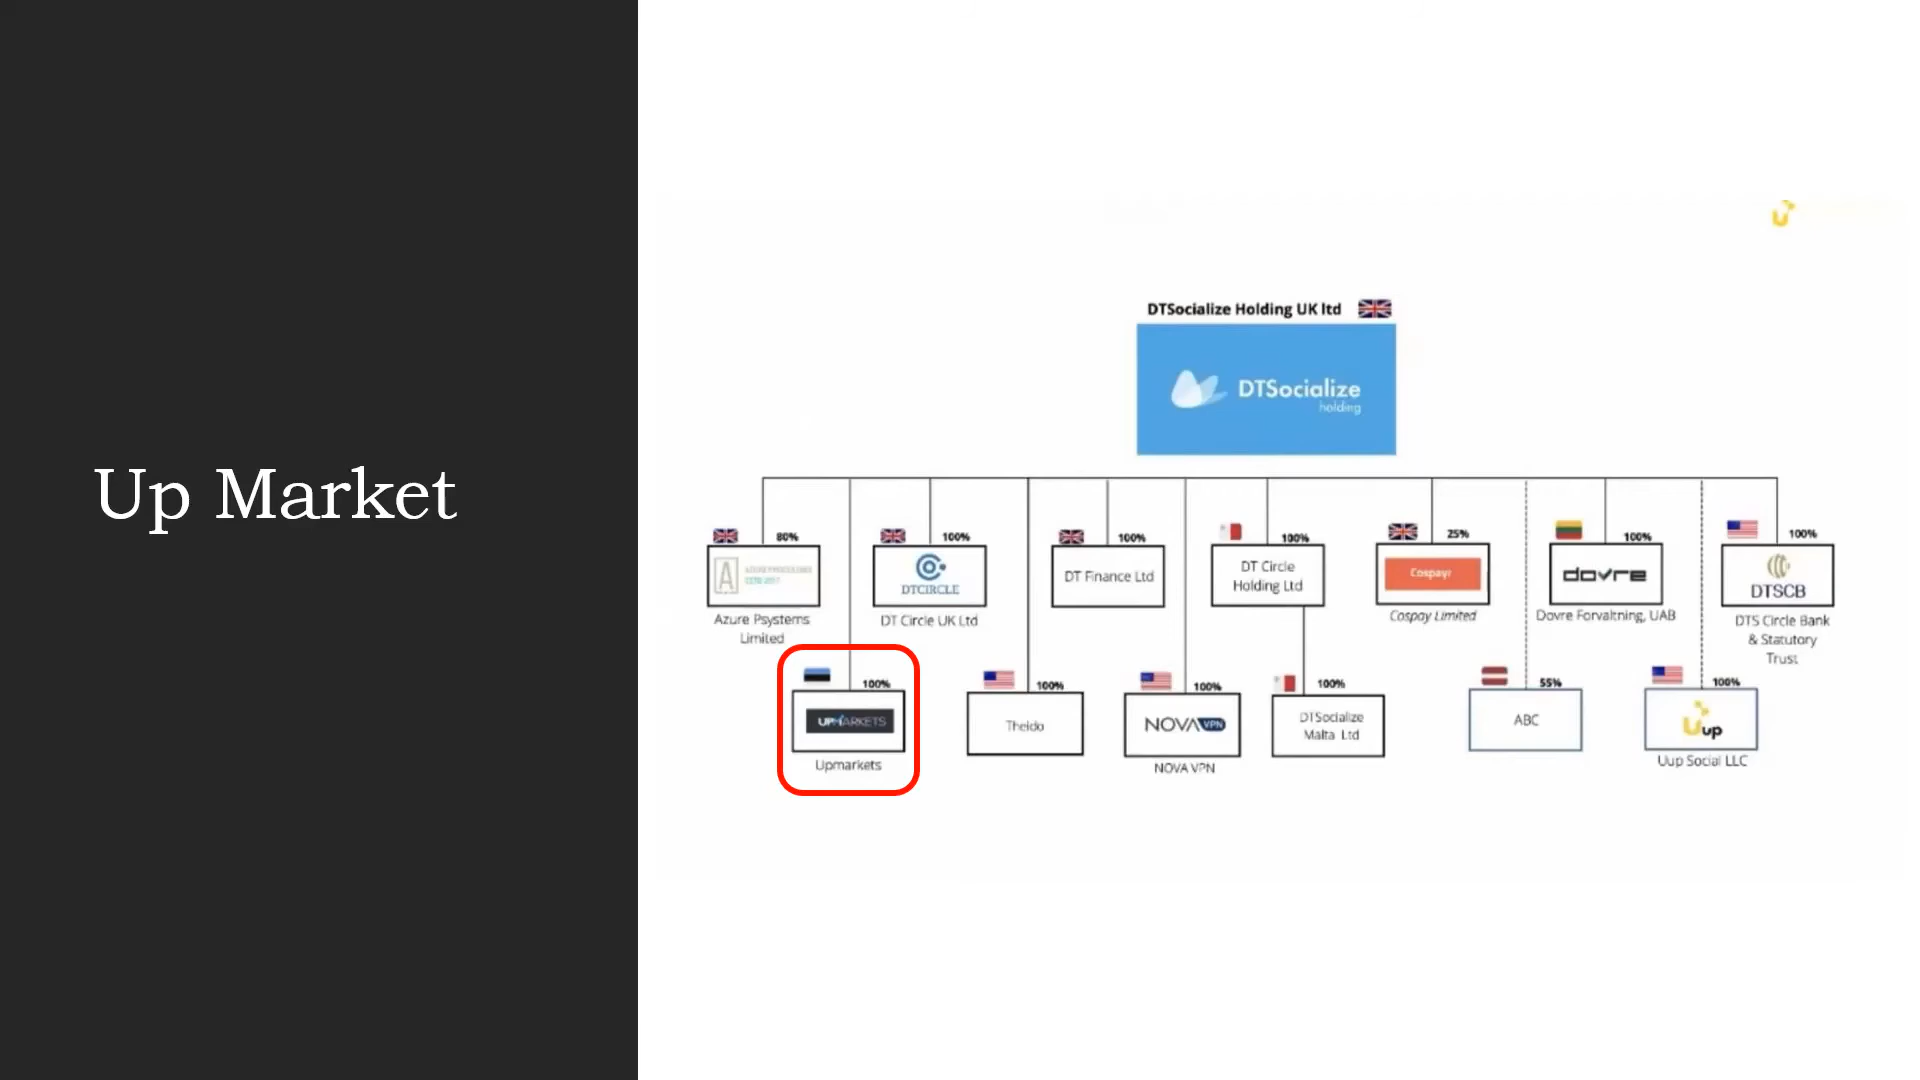 Up Market
DTSocialize Holding UK ltd
DTSocialize
holding
80%
100%
100%
100%
25%
100%
100%
A
DTCIRCLE
DT Finance Ltd
DT Circle
Holding Ltd
Cospayr
dovre
DTSCB
Azure Psystems
Limited
DT Circle UK Ltd
Cospay Limited
Dovre Forvaltning, UAB
DTS Circle Bank
& Statutory
Trust
100%
100%
100%
100%
55%
100%
UPMARKETS
Theido
NOVA VPN
DTSocialize
Malta Ltd
ABC
Uup
Upmarkets
NOVA VPN
Uup Social LLC